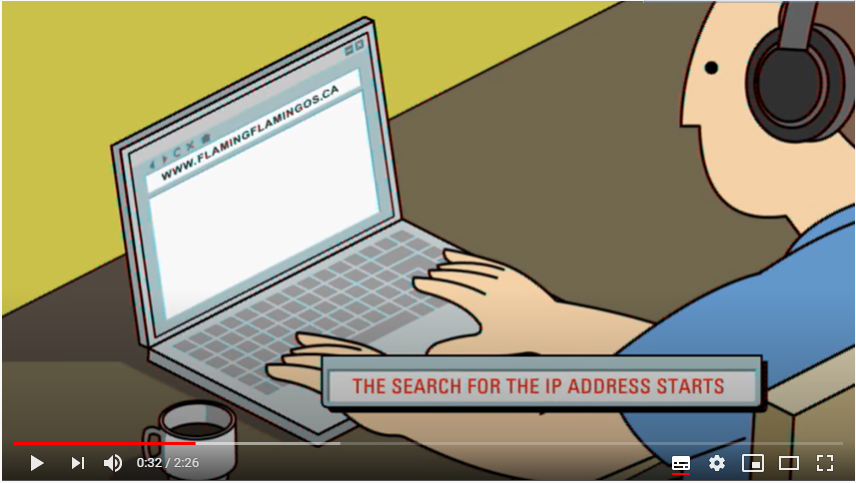 WWW.FLAMINGFLAMINGOS.CA
THE SEARCH FOR THE IP ADDRESS STARTS
0:32 / 2:26